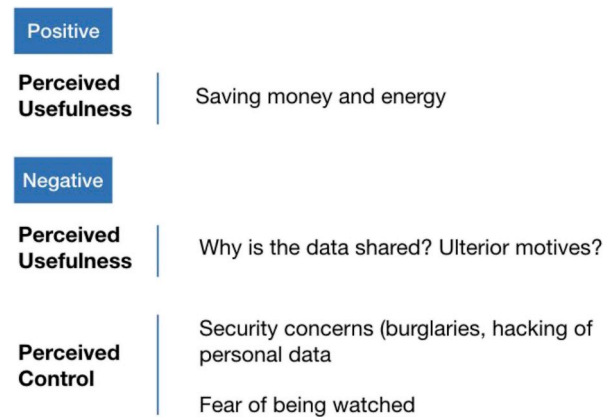 Positive
Perceived
Usefulness
Saving money and energy
Negative
Perceived
Usefulness
Why is the data shared? Ulterior motives?
Perceived
Control
Security concerns (burglaries, hacking of
personal data
Fear of being watched